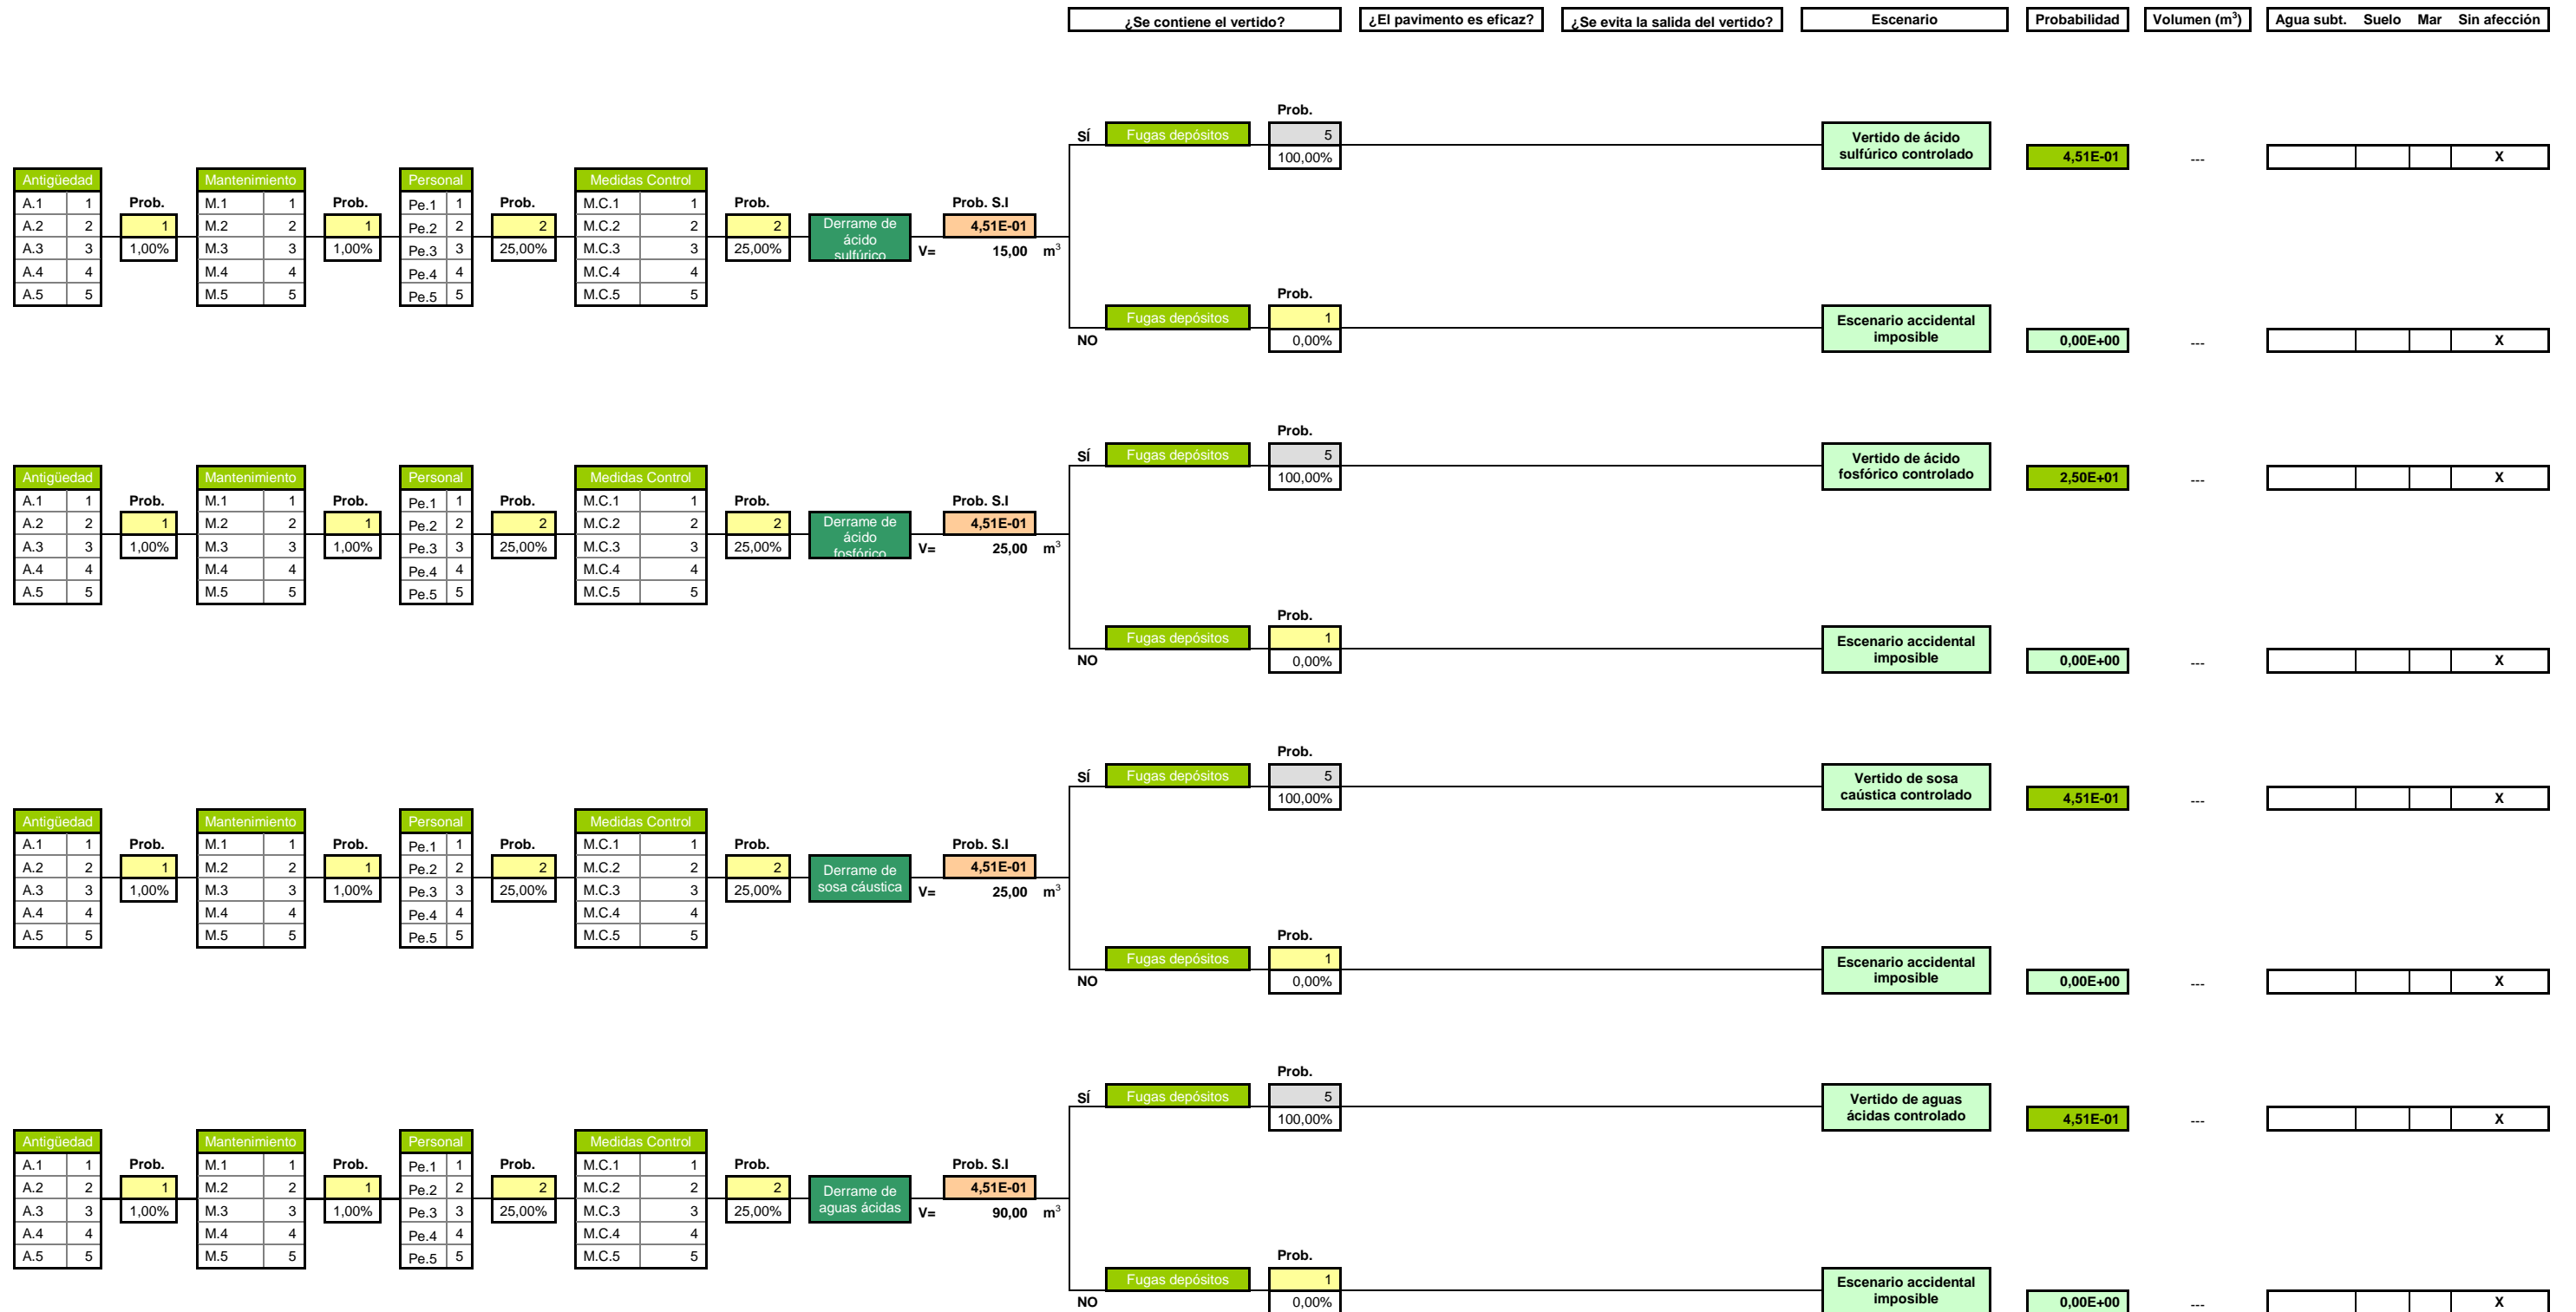 ¿Se contiene el vertido? ¿El pavimento es eficaz? ¿Se evita la salida del vertido? Escenario Probabilidad Volumen (m³) Agua subt. Suelo Mar Sin afección
Prob.
SÍ Fugas depósitos 5 Vertido de ácido
100,00% sulfúrico controlado 4,51E-01 --- X
Antigüedad Mantenimiento Personal Medidas Control
A.1 1 Prob. M.1 1 Prob. Pe.1 1 Prob. M.C.1 1 Prob. Prob. S.I
A.2 2 1 M.2 2 1 Pe.2 2 2 M.C.2 2 2 Derrame de 4,51E-01
A.3 3 1,00% M.3 3 1,00% Pe.3 3 25,00% M.C.3 3 25,00% ácido V= 15,00 m³
sulfúrico
A.4 4 M.4 4 Pe.4 4 M.C.4 4
A.5 5 M.5 5 Pe.5 5 M.C.5 5
Prob.
Fugas depósitos 1 Escenario accidental
NO 0,00% imposible 0,00E+00 --- X
Prob.
SÍ Fugas depósitos 5 Vertido de ácido
100,00% fosfórico controlado 2,50E+01 --- X
Antigüedad Mantenimiento Personal Medidas Control
A.1 1 Prob. M.1 1 Prob. Pe.1 1 Prob. M.C.1 1 Prob. Prob. S.I
A.2 2 1 M.2 2 1 Pe.2 2 2 M.C.2 2 2 Derrame de 4,51E-01
A.3 3 1,00% M.3 3 1,00% Pe.3 3 25,00% M.C.3 3 25,00% ácido V= 25,00 m³
fosfórico
A.4 4 M.4 4 Pe.4 4 M.C.4 4
A.5 5 M.5 5 Pe.5 5 M.C.5 5
Prob.
Fugas depósitos 1 Escenario accidental
NO 0,00% imposible 0,00E+00 --- X
Prob.
SÍ Fugas depósitos 5 Vertido de sosa
100,00% caústica controlado 4,51E-01 --- X
Antigüedad Mantenimiento Personal Medidas Control
A.1 1 Prob. M.1 1 Prob. Pe.1 1 Prob. M.C.1 1 Prob. Prob. S.I
A.2 2 1 M.2 2 1 Pe.2 2 2 M.C.2 2 2 Derrame de 4,51E-01
A.3 3 1,00% M.3 3 1,00% Pe.3 3 25,00% M.C.3 3 25,00% sosa cáustica V= 25,00 m³
A.4 4 M.4 4 Pe.4 4 M.C.4 4
A.5 5 M.5 5 Pe.5 5 M.C.5 5
Prob.
Fugas depósitos 1 Escenario accidental
NO 0,00% imposible 0,00E+00 --- X
Prob.
SÍ Fugas depósitos 5 Vertido de aguas
100,00% ácidas controlado 4,51E-01 --- X
Antigüedad Mantenimiento Personal Medidas Control
A.1 1 Prob. M.1 1 Prob. Pe.1 1 Prob. M.C.1 1 Prob. Prob. S.I
A.2 2 1 M.2 2 1 Pe.2 2 2 M.C.2 2 2 Derrame de 4,51E-01
A.3 3 1,00% M.3 3 1,00% Pe.3 3 25,00% M.C.3 3 25,00% aguas ácidas V= 90,00 m³
A.4 4 M.4 4 Pe.4 4 M.C.4 4
A.5 5 M.5 5 Pe.5 5 M.C.5 5
Prob.
Fugas depósitos 1 Escenario accidental
NO 0,00% imposible 0,00E+00 --- X